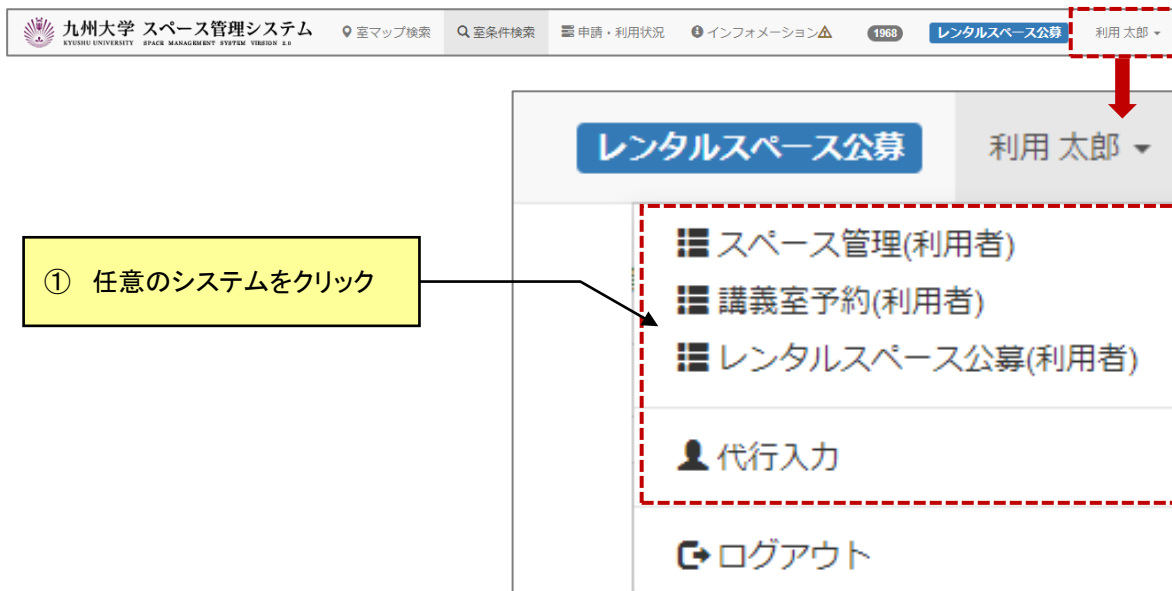 九州大学 スペース管理システム
KYUSHU UNIVERSITY SPACE MANAGEMENT SYSTEM VERSION 2.0
室マップ検索
室条件検索
申請・利用状況
インフォメーション
1968
レンタルスペース公募
利用 太郎
レンタルスペース公募
利用 太郎
① 任意のシステムをクリック
スペース管理(利用者)
講義室予約(利用者)
レンタルスペース公募(利用者)
代行入力
ログアウト